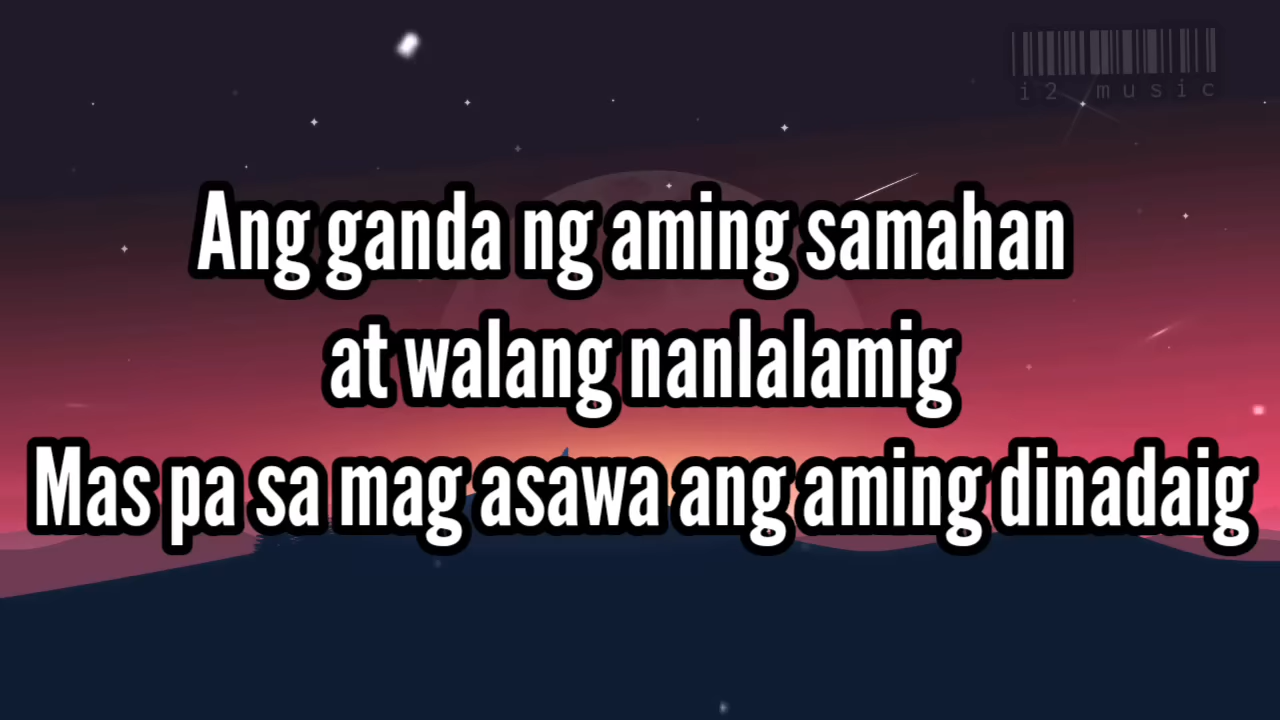 i2 music
Ang ganda ng aming samahan
at walang nanlalamig
Mas pa sa mag asawa ang aming dinadaig